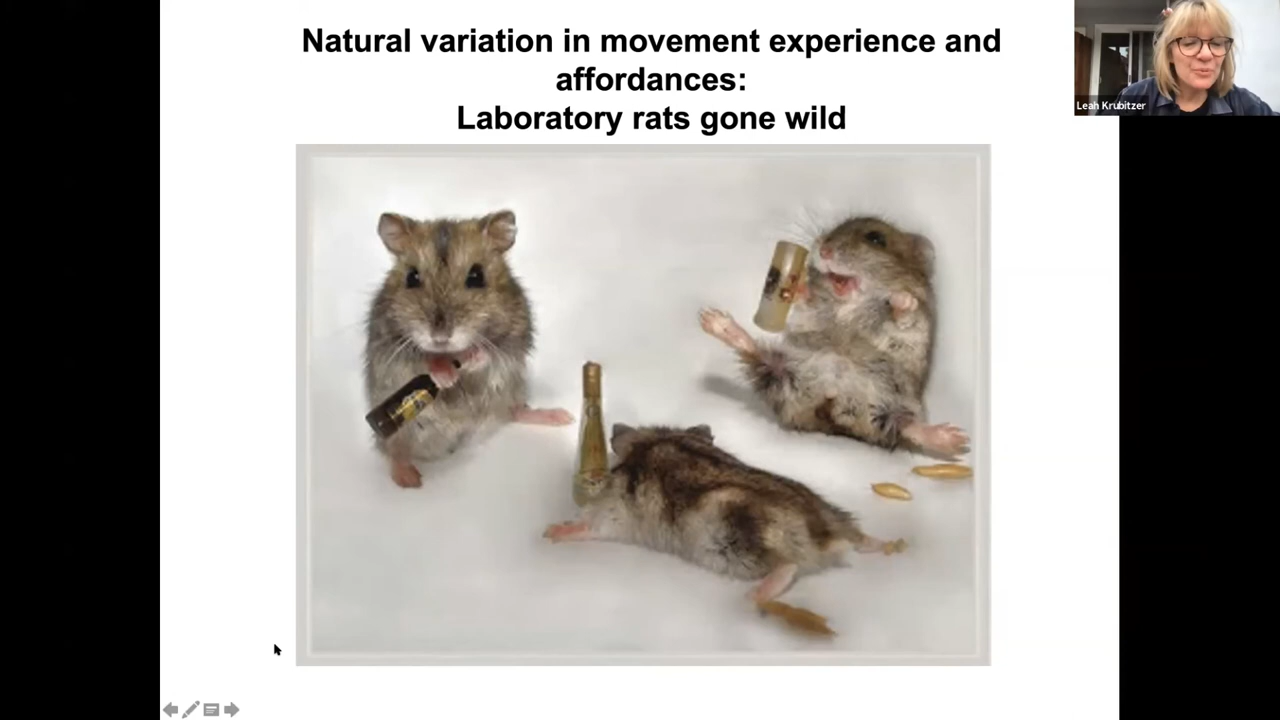 Natural variation in movement experience and
affordances:
Laboratory rats gone wild
Leah Krubitzer